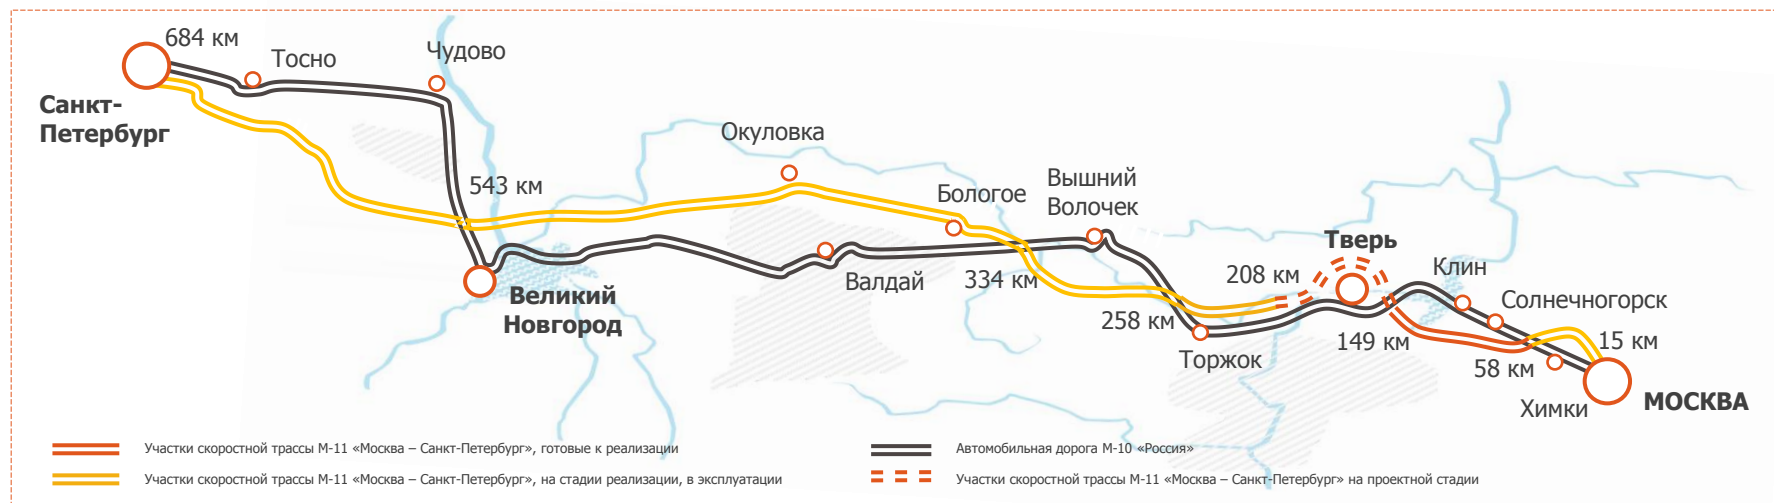 684 км
Тосно
Чудово
Санкт-
Петербург
Окуловка
543 км
Бологое
Вышний
Волочек
Валдай
334 км
Великий
Новгород
258 км
Торжок
208 км
Тверь
149 км
Клин
Солнечногорск
58 км
15 км
Химки
МОСКВА
Участки скоростной трассы М-11 «Москва – Санкт-Петербург», готовые к реализации
Участки скоростной трассы М-11 «Москва – Санкт-Петербург», на стадии реализации, в эксплуатации
Автомобильная дорога М-10 «Россия»
Участки скоростной трассы М-11 «Москва – Санкт-Петербург» на проектной стадии